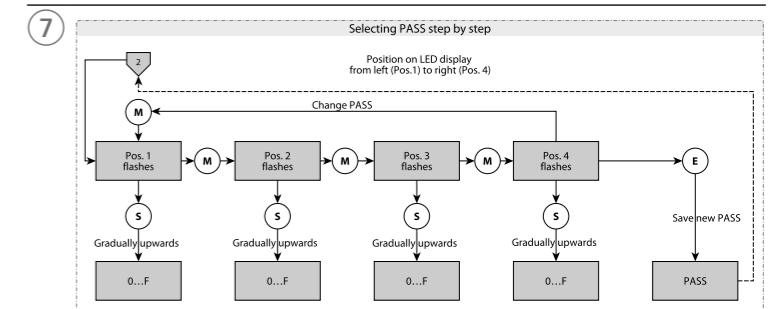 7
Selecting PASS step by step
2
Position on LED display
from left (Pos.1) to right (Pos. 4)
Change PASS
M
Pos. 1
flashes
M
Pos. 2
flashes
M
Pos. 3
flashes
M
Pos. 4
flashes
E
S
S
S
S
Save new PASS
Gradually upwards
Gradually upwards
Gradually upwards
Gradually upwards
0…F
0…F
0…F
0…F
PASS